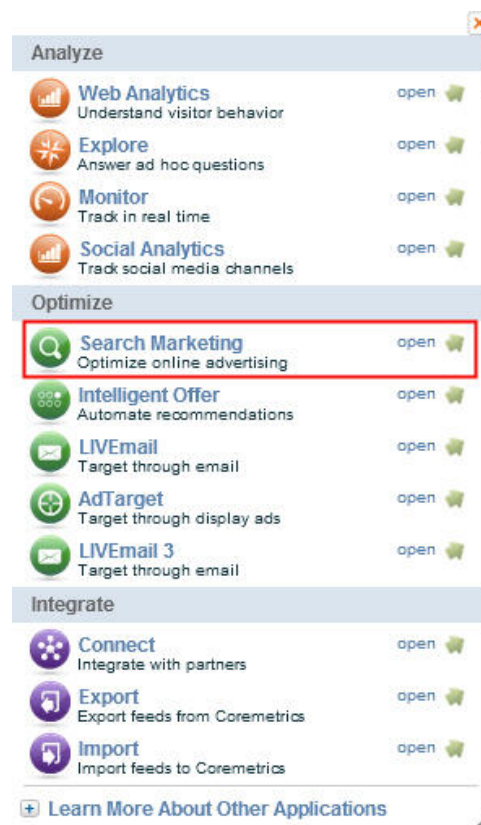 Analyze
Web Analytics
open
Understand visitor behavior
Explore
open
Answer ad hoc questions
Monitor
open
Track in real time
Social Analytics
open
Track social media channels
Optimize
Search Marketing
open
Optimize online advertising
Intelligent Offer
open
Automate recommendations
LIVEmail
open
Target through email
AdTarget
open
Target through display ads
LIVEmail 3
open
Target through email
Integrate
Connect
open
Integrate with partners
Export
open
Export feeds from Coremetrics
Import
open
Import feeds to Coremetrics
Learn More About Other Applications